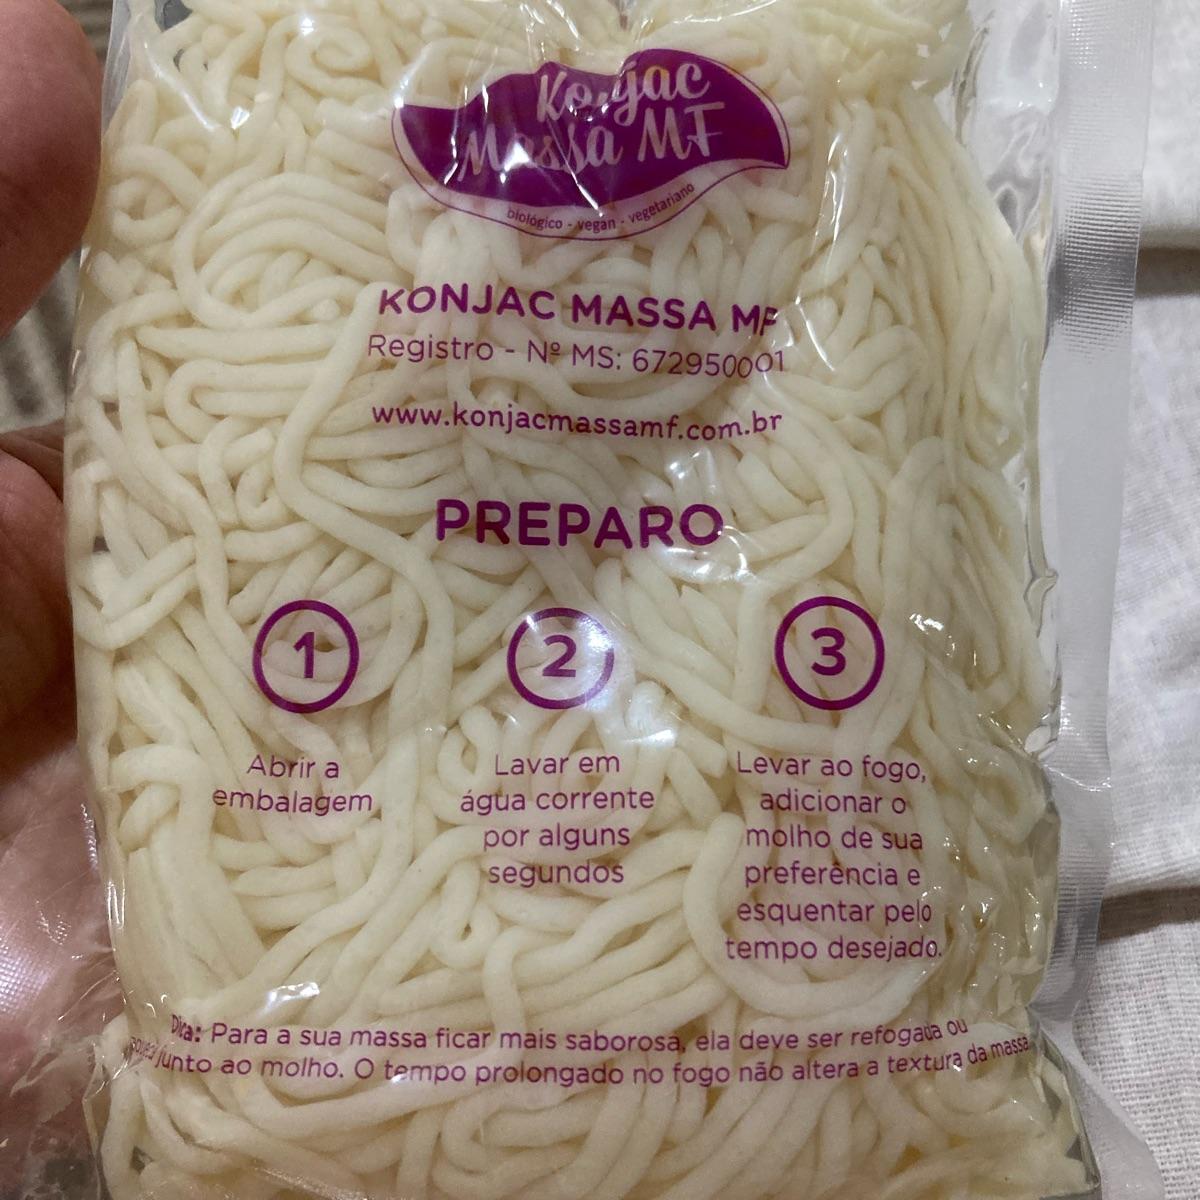 Konjac
Massa MF
biológico - vegan - vegetariano
KONJAC MASSA MF
Registro - Nº MS: 672950001
www.konjacmassamf.com.br
PREPARO
1
Abrir a
embalagem
2
Lavar em
água corrente
por alguns
segundos
3
Levar ao fogo,
adicionar o
molho de sua
preferência e
esquentar pelo
tempo desejado.
Dica: Para a sua massa ficar mais saborosa, ela deve ser refogada ou
junto ao molho. O tempo prolongado no fogo não altera a textura da massa